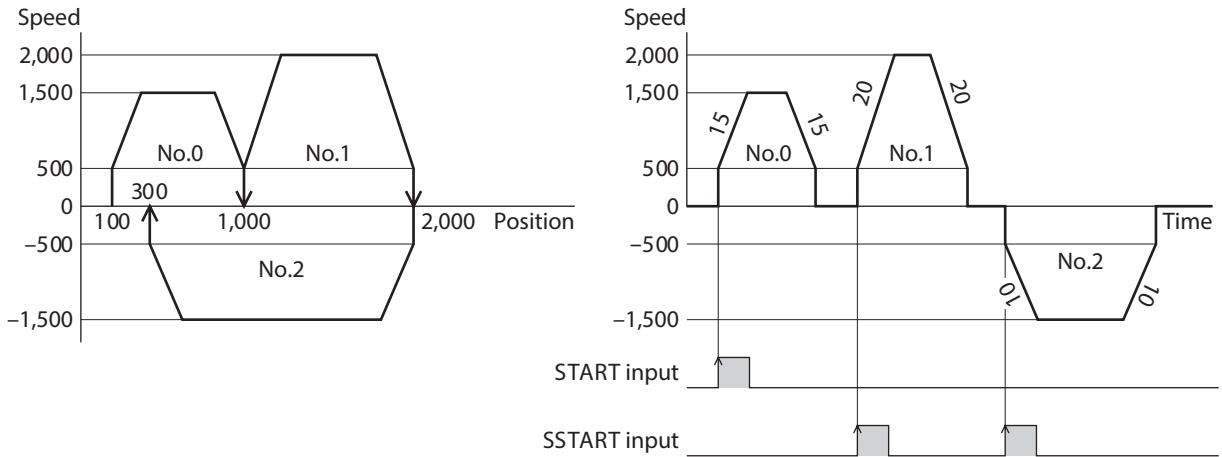 Speed
2,000
1,500
No.0
No.1
500
300
0
100
1,000
2,000
Position
–500
No.2
–1,500
Speed
2,000
1,500
20
20
15
15
No.0
No.1
500
0
Time
–500
No.2
10
10
–1,500
START input
SSTART input